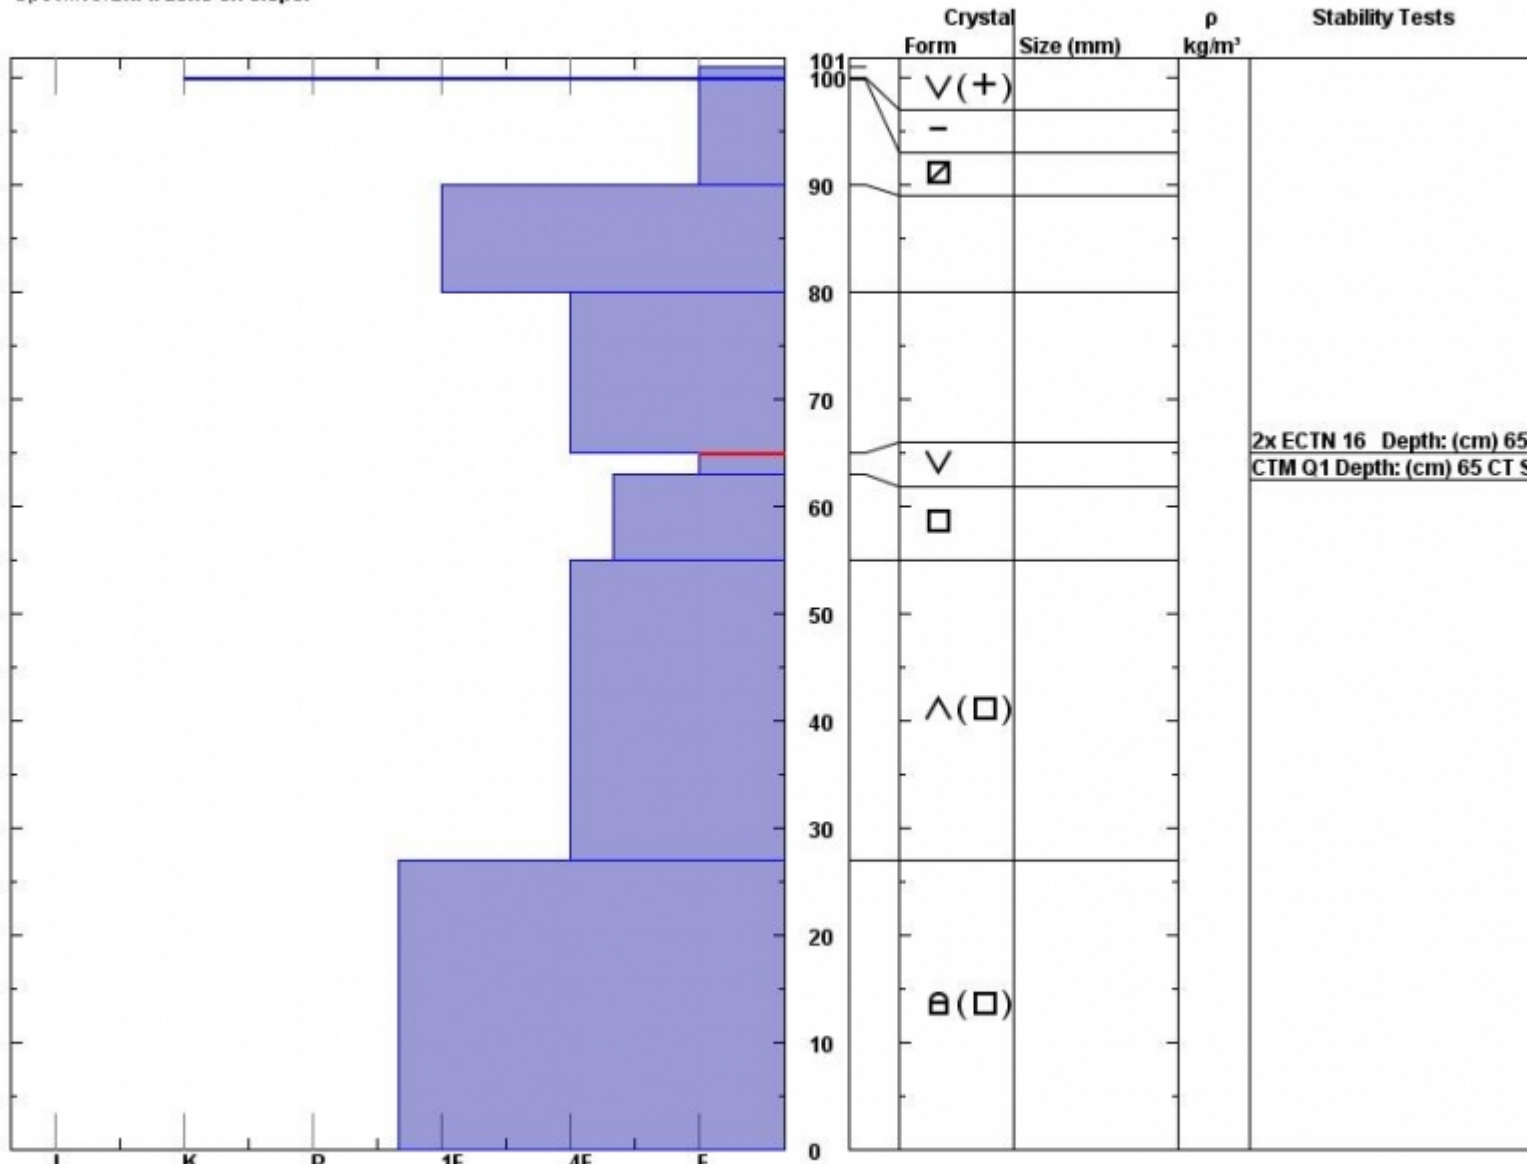 Crystal ρ Stability Tests
Form Size (mm) kg/m³
101
100
90
80
70
2x ECTN 16 Depth: (cm) 65
CTM Q1 Depth: (cm) 65 CT
60
50
40
30
20
10
0
K 1F 4F F